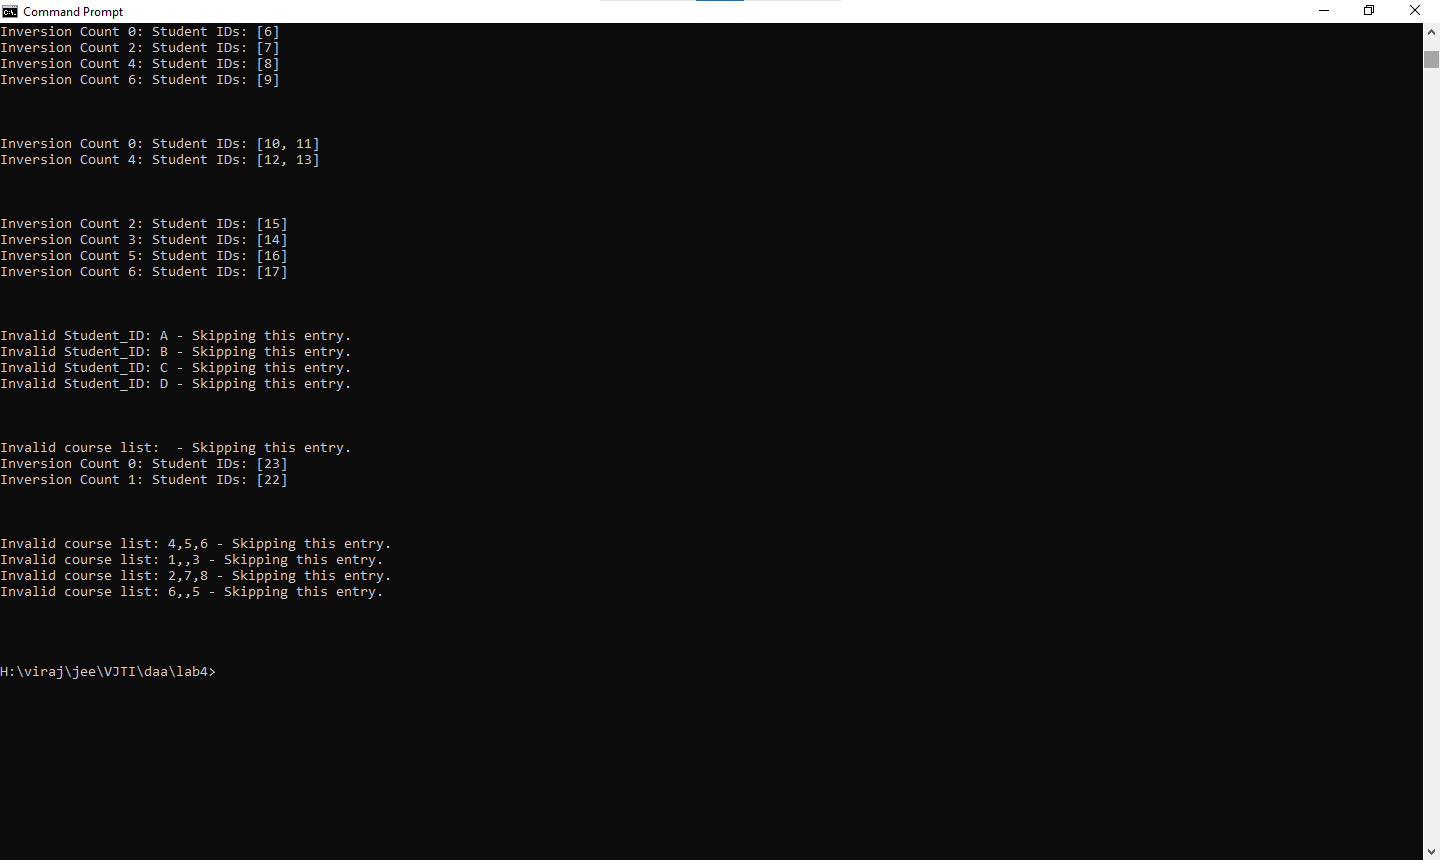 Command Prompt
Inversion Count 0: Student IDs: [6]
Inversion Count 2: Student IDs: [7]
Inversion Count 4: Student IDs: [8]
Inversion Count 6: Student IDs: [9]
Inversion Count 0: Student IDs: [10, 11]
Inversion Count 4: Student IDs: [12, 13]
Inversion Count 2: Student IDs: [15]
Inversion Count 3: Student IDs: [14]
Inversion Count 5: Student IDs: [16]
Inversion Count 6: Student IDs: [17]
Invalid Student_ID: A - Skipping this entry.
Invalid Student_ID: B - Skipping this entry.
Invalid Student_ID: C - Skipping this entry.
Invalid Student_ID: D - Skipping this entry.
Invalid course list:  - Skipping this entry.
Inversion Count 0: Student IDs: [23]
Inversion Count 1: Student IDs: [22]
Invalid course list: 4,5,6 - Skipping this entry.
Invalid course list: 1,,3 - Skipping this entry.
Invalid course list: 2,7,8 - Skipping this entry.
Invalid course list: 6,,5 - Skipping this entry.
H:\viraj\jee\VJTI\daa\lab4>